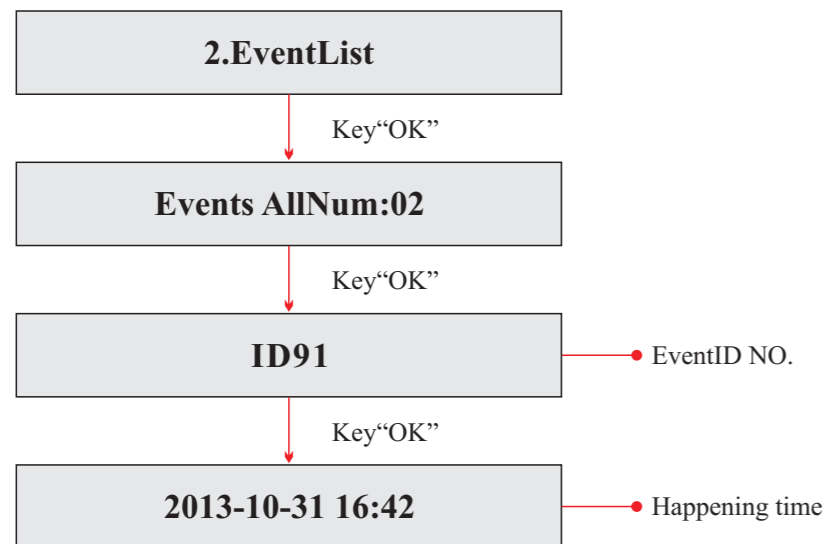 2.EventList
Key“OK”
Events AllNum:02
Key“OK”
ID91
EventID NO.
Key“OK”
2013-10-31 16:42
Happening time